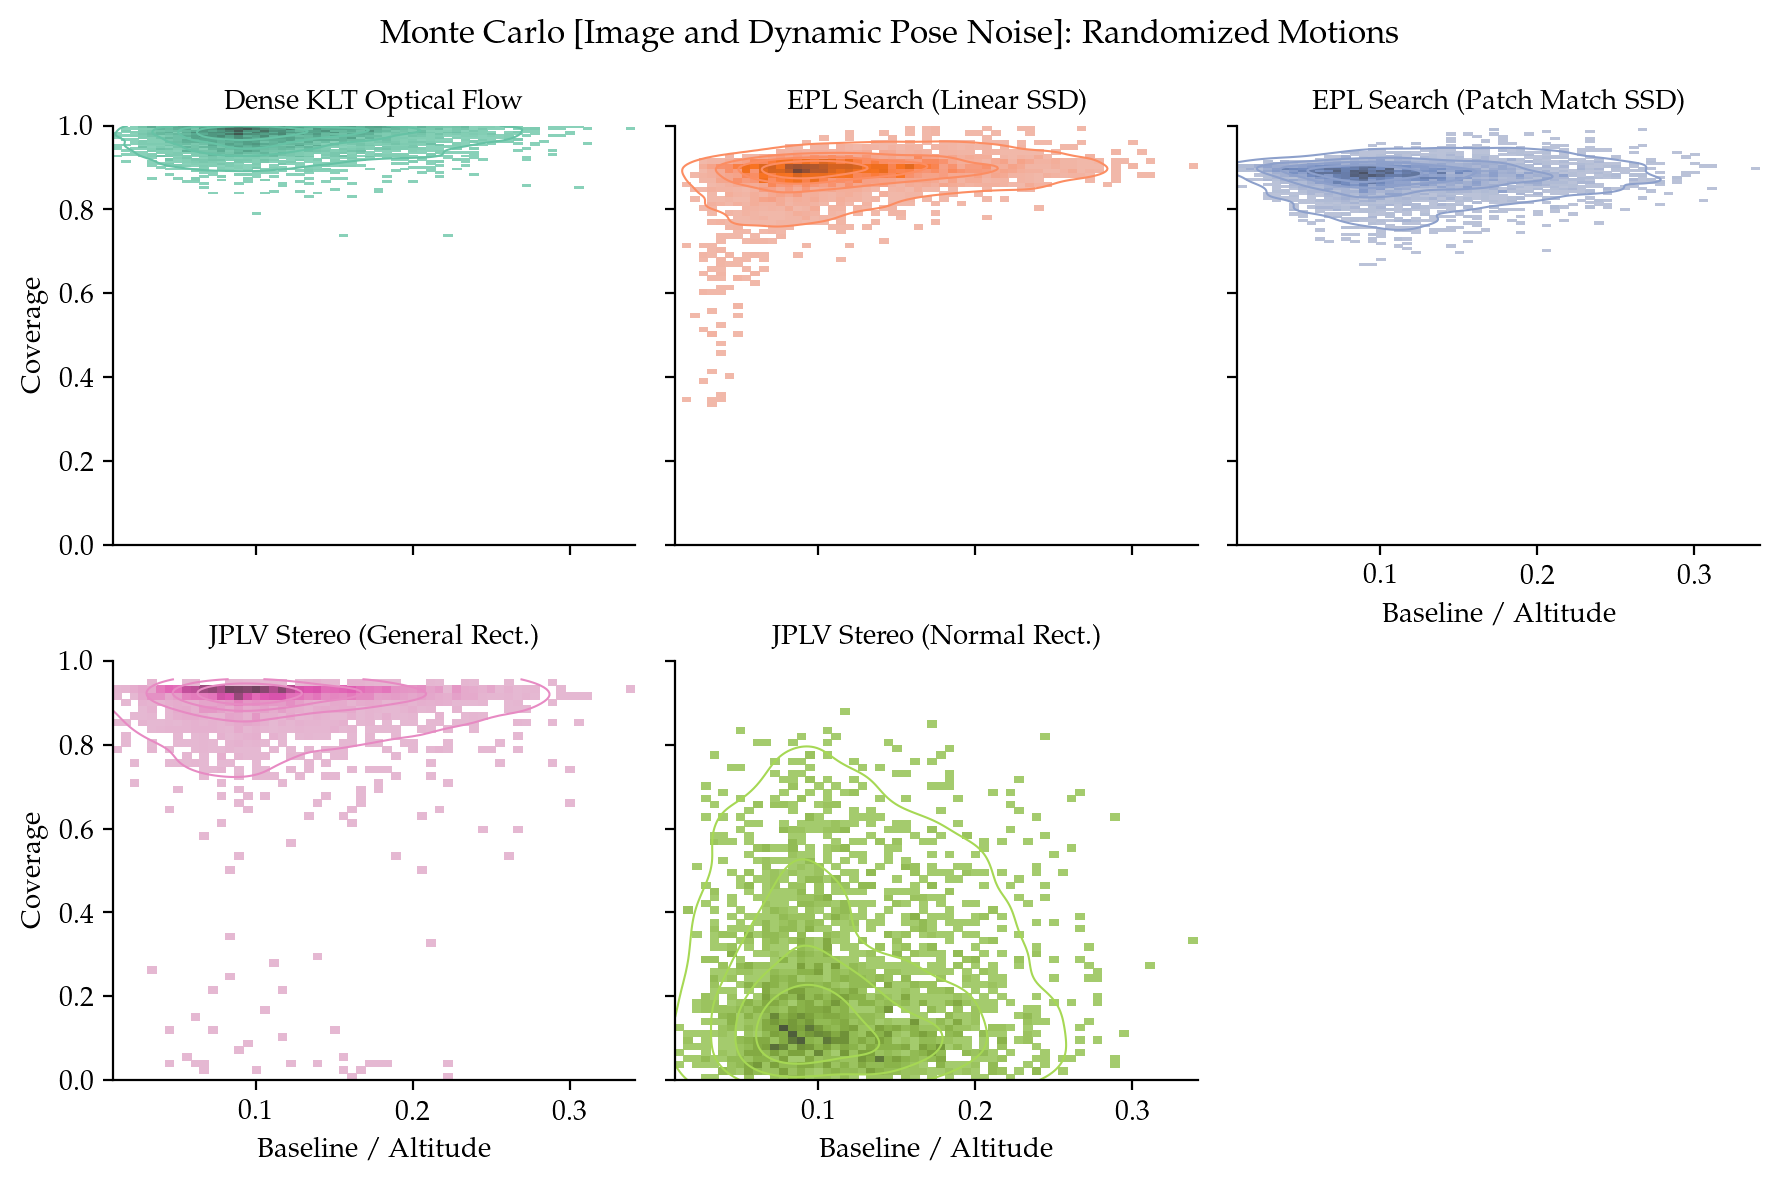 Monte Carlo [Image and Dynamic Pose Noise]: Randomized Motions
Dense KLT Optical Flow
EPL Search (Linear SSD)
EPL Search (Patch Match SSD)
1.0
0.8
0.6
0.4
0.2
0.0
Coverage
0.1
0.2
0.3
Baseline / Altitude
JPLV Stereo (General Rect.)
JPLV Stereo (Normal Rect.)
1.0
0.8
0.6
0.4
0.2
0.0
Coverage
0.1
0.2
0.3
Baseline / Altitude
0.1
0.2
0.3
Baseline / Altitude